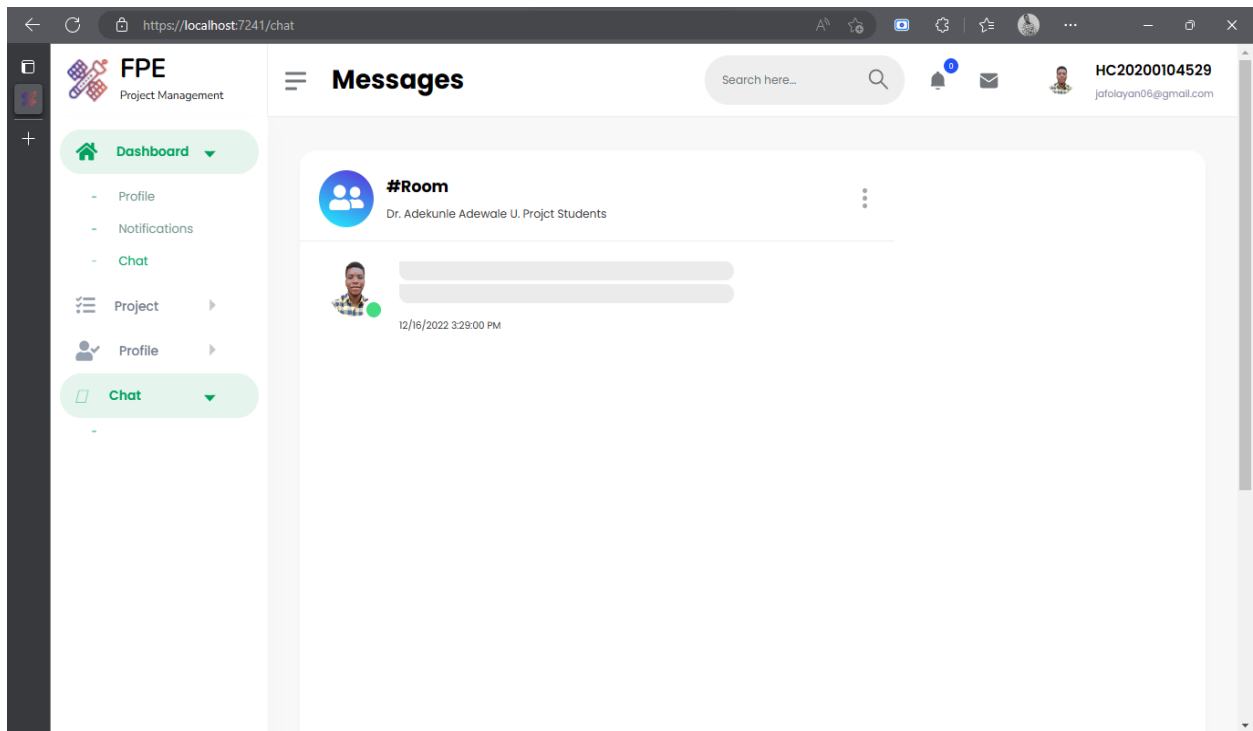 https://localhost:7241/chat
FPE
Project Management
Messages
Search here...
0
HC20200104529
jafolayan06@gmail.com
Dashboard
- Profile
- Notifications
- Chat
Project
Profile
Chat
-
#Room
Dr. Adekunle Adewale U. Projct Students
12/16/2022 3:29:00 PM